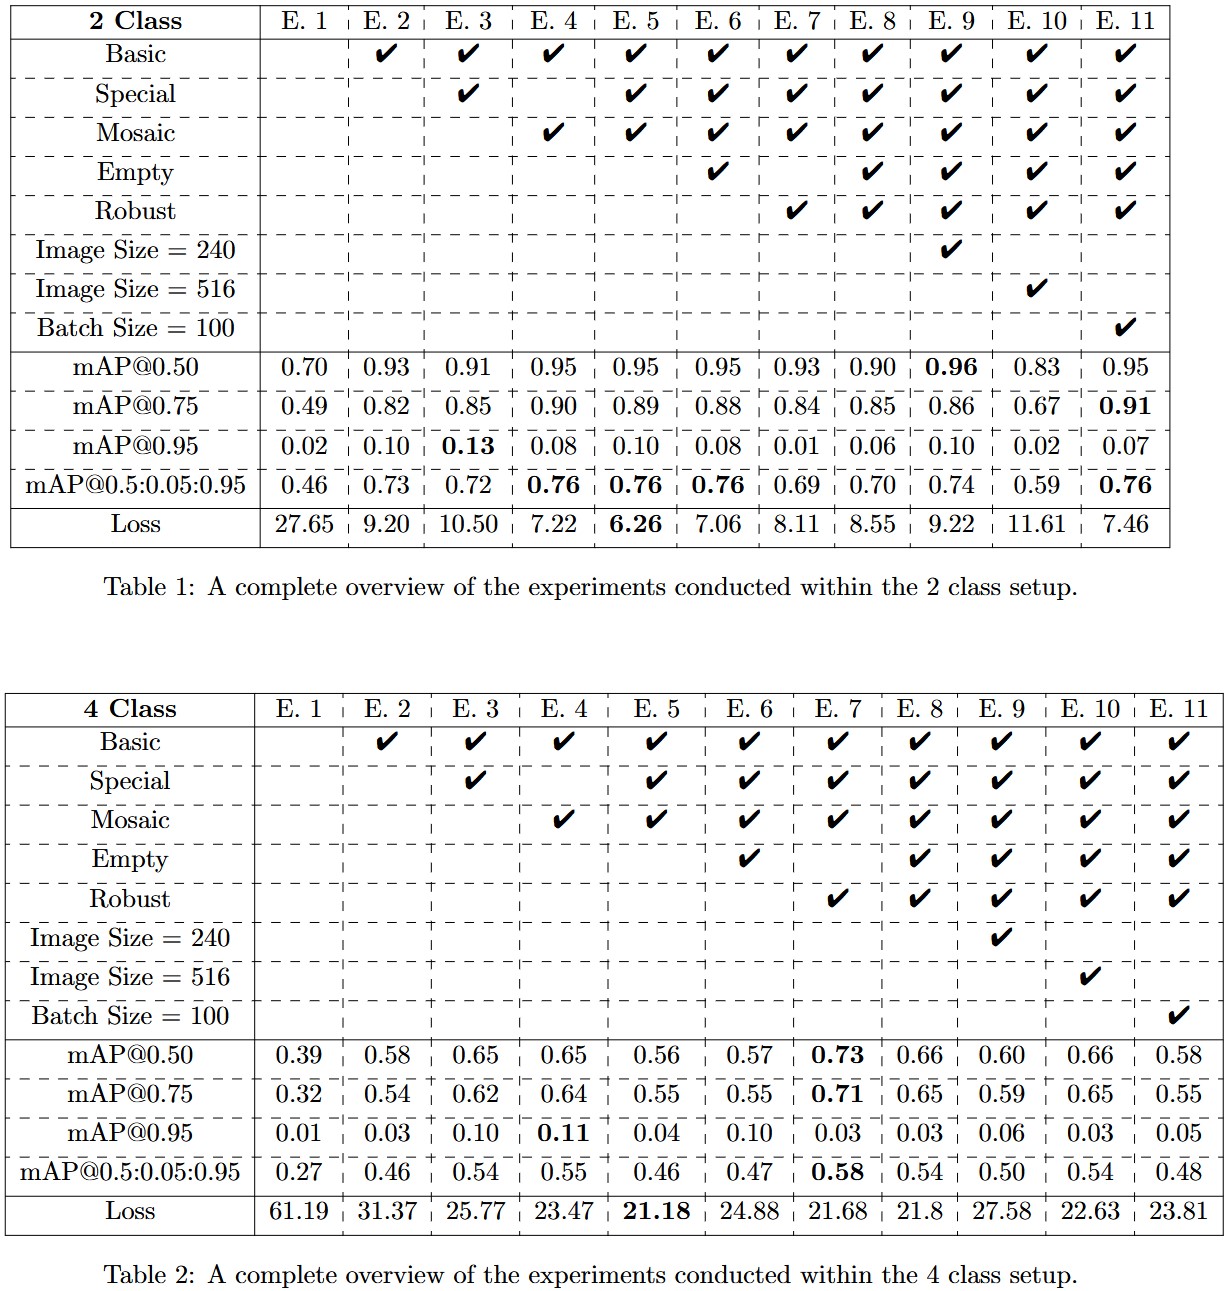 2 Class E. 1 E. 2 E. 3 E. 4 E. 5 E. 6 E. 7 E. 8 E. 9 E. 10 E. 11
Basic ✔ ✔ ✔ ✔ ✔ ✔ ✔ ✔ ✔ ✔
Special ✔ ✔ ✔ ✔ ✔ ✔ ✔ ✔
Mosaic ✔ ✔ ✔ ✔ ✔ ✔ ✔ ✔
Empty ✔ ✔ ✔ ✔ ✔
Robust ✔ ✔ ✔ ✔ ✔
Image Size = 240 ✔
Image Size = 516 ✔
Batch Size = 100 ✔
mAP@0.50 0.70 0.93 0.91 0.95 0.95 0.95 0.93 0.90 0.96 0.83 0.95
mAP@0.75 0.49 0.82 0.85 0.90 0.89 0.88 0.84 0.85 0.86 0.67 0.91
mAP@0.95 0.02 0.10 0.13 0.08 0.10 0.08 0.01 0.06 0.10 0.02 0.07
mAP@0.5:0.05:0.95 0.46 0.73 0.72 0.76 0.76 0.76 0.69 0.70 0.74 0.59 0.76
Loss 27.65 9.20 10.50 7.22 6.26 7.06 8.11 8.55 9.22 11.61 7.46
Table 1: A complete overview of the experiments conducted within the 2 class setup.
4 Class E. 1 E. 2 E. 3 E. 4 E. 5 E. 6 E. 7 E. 8 E. 9 E. 10 E. 11
Basic ✔ ✔ ✔ ✔ ✔ ✔ ✔ ✔ ✔ ✔
Special ✔ ✔ ✔ ✔ ✔ ✔ ✔ ✔
Mosaic ✔ ✔ ✔ ✔ ✔ ✔ ✔ ✔
Empty ✔ ✔ ✔ ✔ ✔
Robust ✔ ✔ ✔ ✔ ✔
Image Size = 240 ✔
Image Size = 516 ✔
Batch Size = 100 ✔
mAP@0.50 0.39 0.58 0.65 0.65 0.56 0.57 0.73 0.66 0.60 0.66 0.58
mAP@0.75 0.32 0.54 0.62 0.64 0.55 0.55 0.71 0.65 0.59 0.65 0.55
mAP@0.95 0.01 0.03 0.10 0.11 0.04 0.10 0.03 0.03 0.06 0.03 0.05
mAP@0.5:0.05:0.95 0.27 0.46 0.54 0.55 0.46 0.47 0.58 0.54 0.50 0.54 0.48
Loss 61.19 31.37 25.77 23.47 21.18 24.88 21.68 21.8 27.58 22.63 23.81
Table 2: A complete overview of the experiments conducted within the 4 class setup.